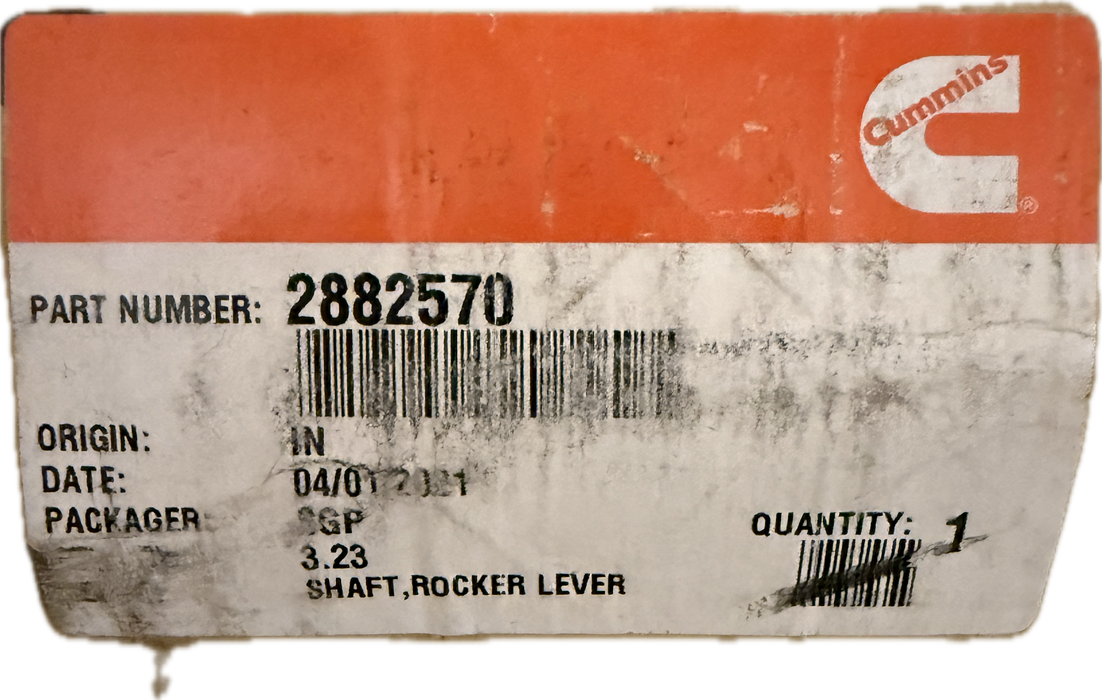 Cummins
®
PART NUMBER: 2882570
ORIGIN: IN
DATE:
PACKAGER
3.23
SHAFT,ROCKER LEVER
QUANTITY: 1